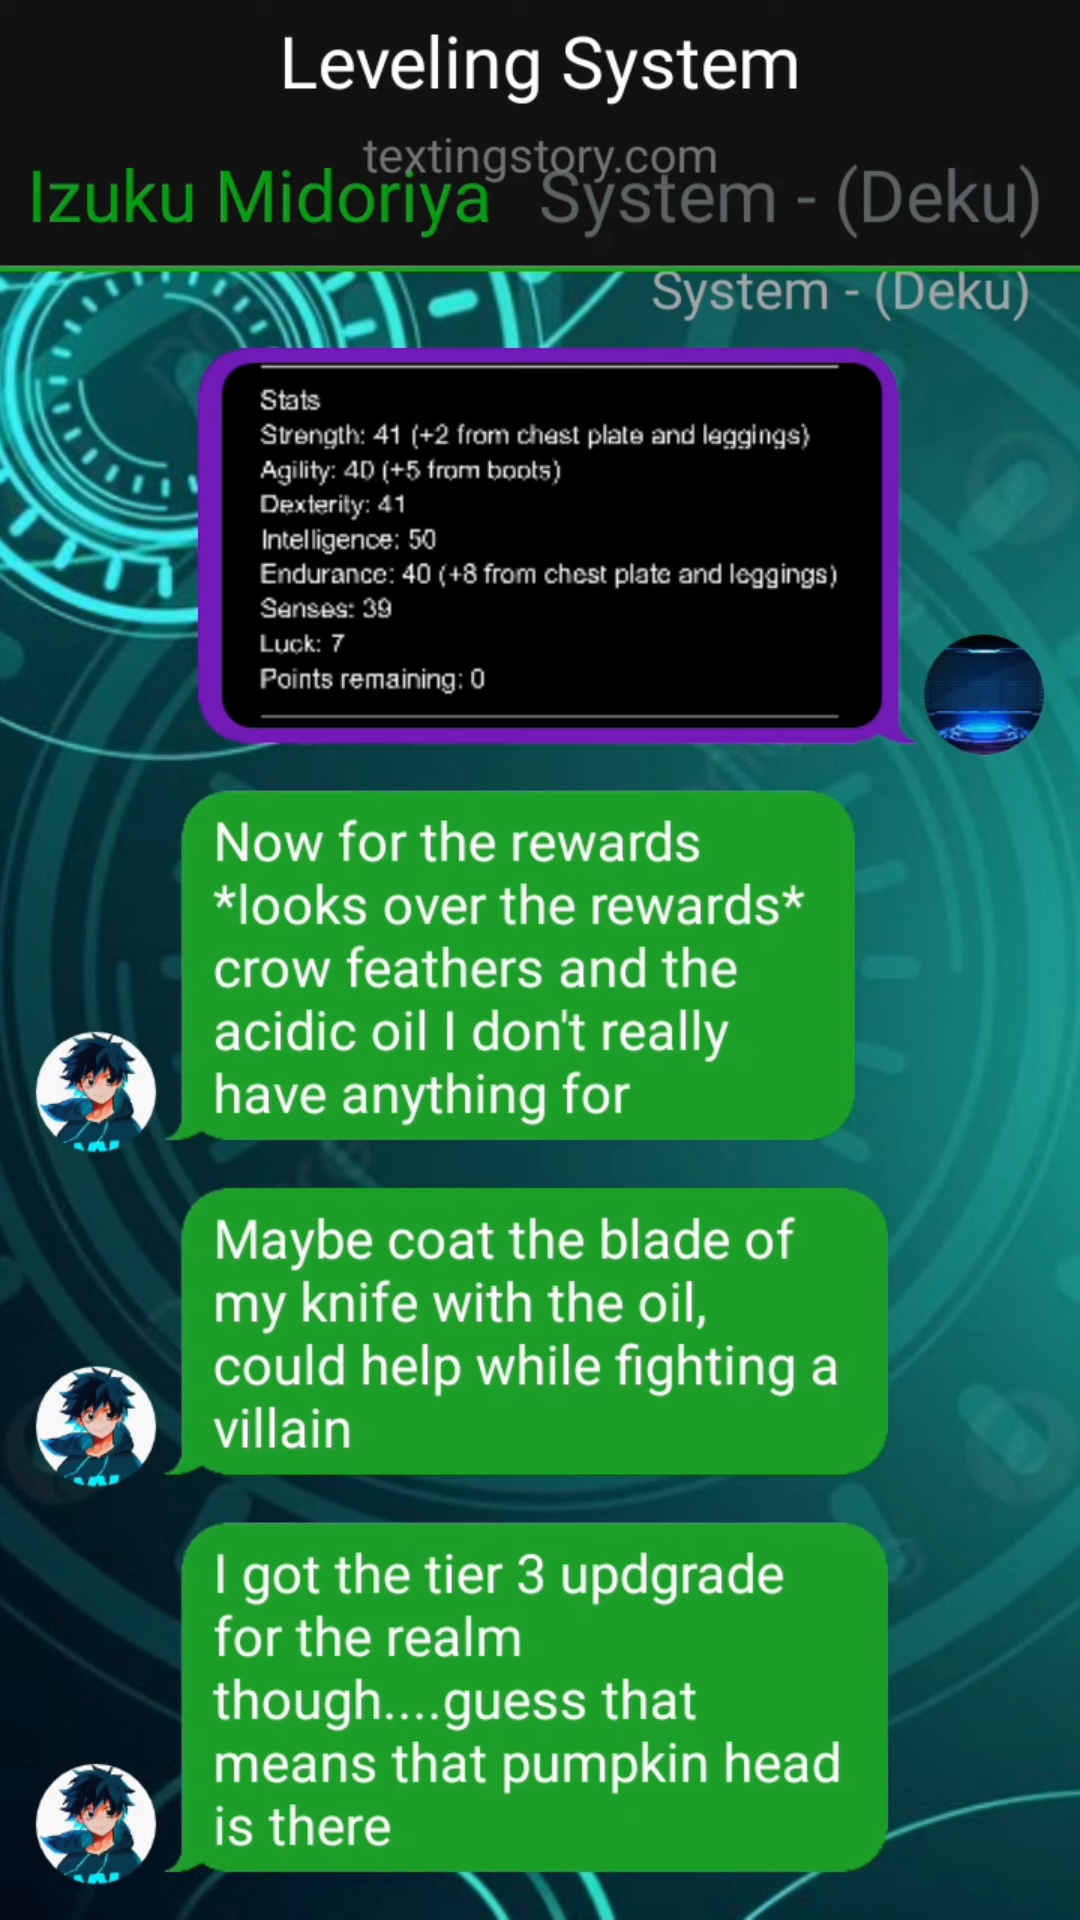 Leveling System
textingstory.com
Izuku Midoriya System - (Deku)
System - (Deku)
Stats
Strength: 41 (+2 from chest plate and leggings)
Agility: 40 (+5 from boots)
Dexterity: 41
Intelligence: 50
Endurance: 40 (+8 from chest plate and leggings)
Senses: 39
Luck: 7
Points remaining: 0
Now for the rewards
*looks over the rewards*
crow feathers and the
acidic oil I don't really
have anything for
Maybe coat the blade of
my knife with the oil,
could help while fighting a
villain
I got the tier 3 updgrade
for the realm
though....guess that
means that pumpkin head
is there